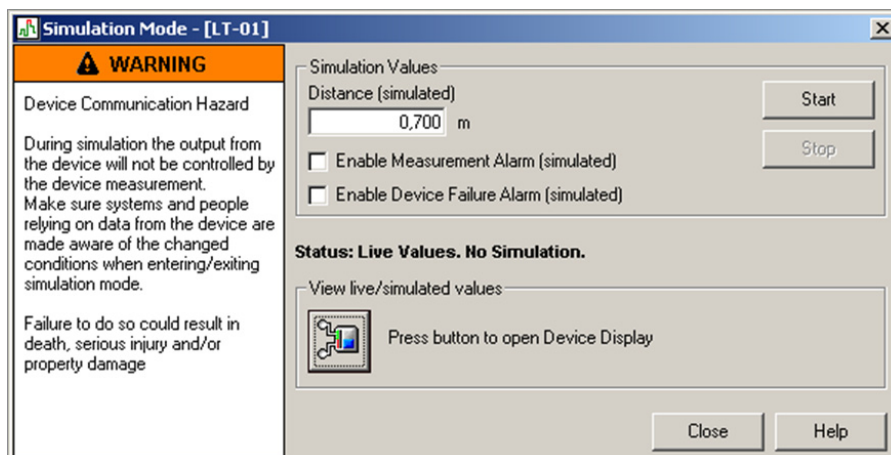 Simulation Mode - [LT-01]
WARNING
Device Communication Hazard
During simulation the output from
the device will not be controlled by
the device measurement.
Make sure systems and people
relying on data from the device are
made aware of the changed
conditions when entering/exiting
simulation mode.
Failure to do so could result in
death, serious injury and/or
property damage
Simulation Values
Distance (simulated)
0,700 m
Enable Measurement Alarm (simulated)
Enable Device Failure Alarm (simulated)
Start
Stop
Status: Live Values. No Simulation.
View live/simulated values
Press button to open Device Display
Close
Help